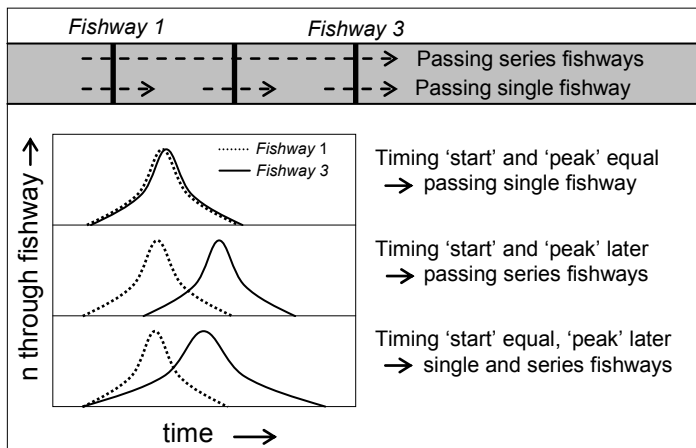 Fishway 1
Fishway 3
Passing series fishways
Passing single fishway
n through fishway
Fishway 1
Fishway 3
Timing ‘start’ and ‘peak’ equal
passing single fishway
Timing ‘start’ and ‘peak’ later
passing series fishways
Timing ‘start’ equal, ‘peak’ later
single and series fishways
time